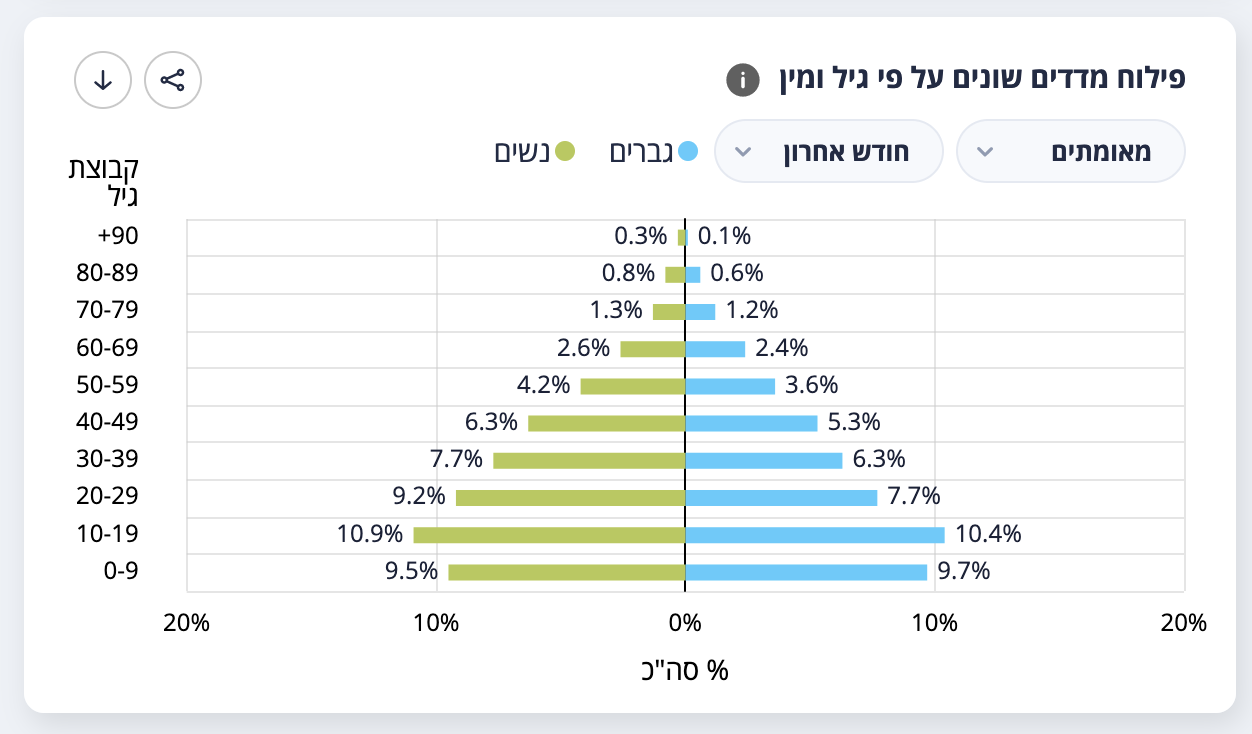 פילוח מדדים שונים על פי גיל ומין
מאומתים
חודש אחרון
גברים
נשים
קבוצת
גיל
90+
0.3% 0.1%
80-89
0.8% 0.6%
70-79
1.3% 1.2%
60-69
2.6% 2.4%
50-59
4.2% 3.6%
40-49
6.3% 5.3%
30-39
7.7% 6.3%
20-29
9.2% 7.7%
10-19
10.9% 10.4%
0-9
9.5% 9.7%
20% 10% 0% 10% 20%
% סה"כ